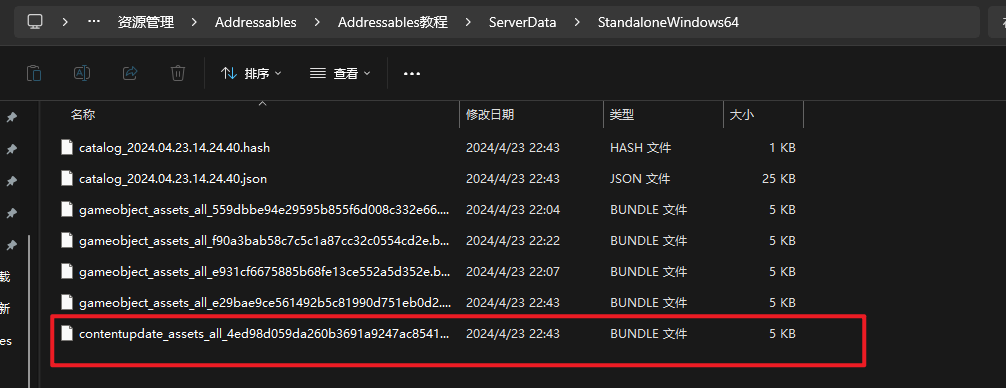 … 资源管理 > Addressables > Addressables教程 > ServerData > StandaloneWindows64
排序 查看 …
名称 修改日期 类型 大小
catalog_2024.04.23.14.24.40.hash 2024/4/23 22:43 HASH 文件 1 KB
catalog_2024.04.23.14.24.40.json 2024/4/23 22:43 JSON 文件 25 KB
gameobject_assets_all_559dbbe94e29595b855f6d008c332e66.... 2024/4/23 22:04 BUNDLE 文件 5 KB
载
gameobject_assets_all_f90a3bab58c7c5c1a87cc32c0554cd2e.b... 2024/4/23 22:22 BUNDLE 文件 5 KB
gameobject_assets_all_e931cf6675885b68fe13ce552a5d352e.b... 2024/4/23 22:07 BUNDLE 文件 5 KB
新
gameobject_assets_all_e29bae9ce561492b5c81990d751eb0d2.... 2024/4/23 22:43 BUNDLE 文件 5 KB
es
contentupdate_assets_all_4ed98d059da260b3691a9247ac8541... 2024/4/23 22:43 BUNDLE 文件 5 KB